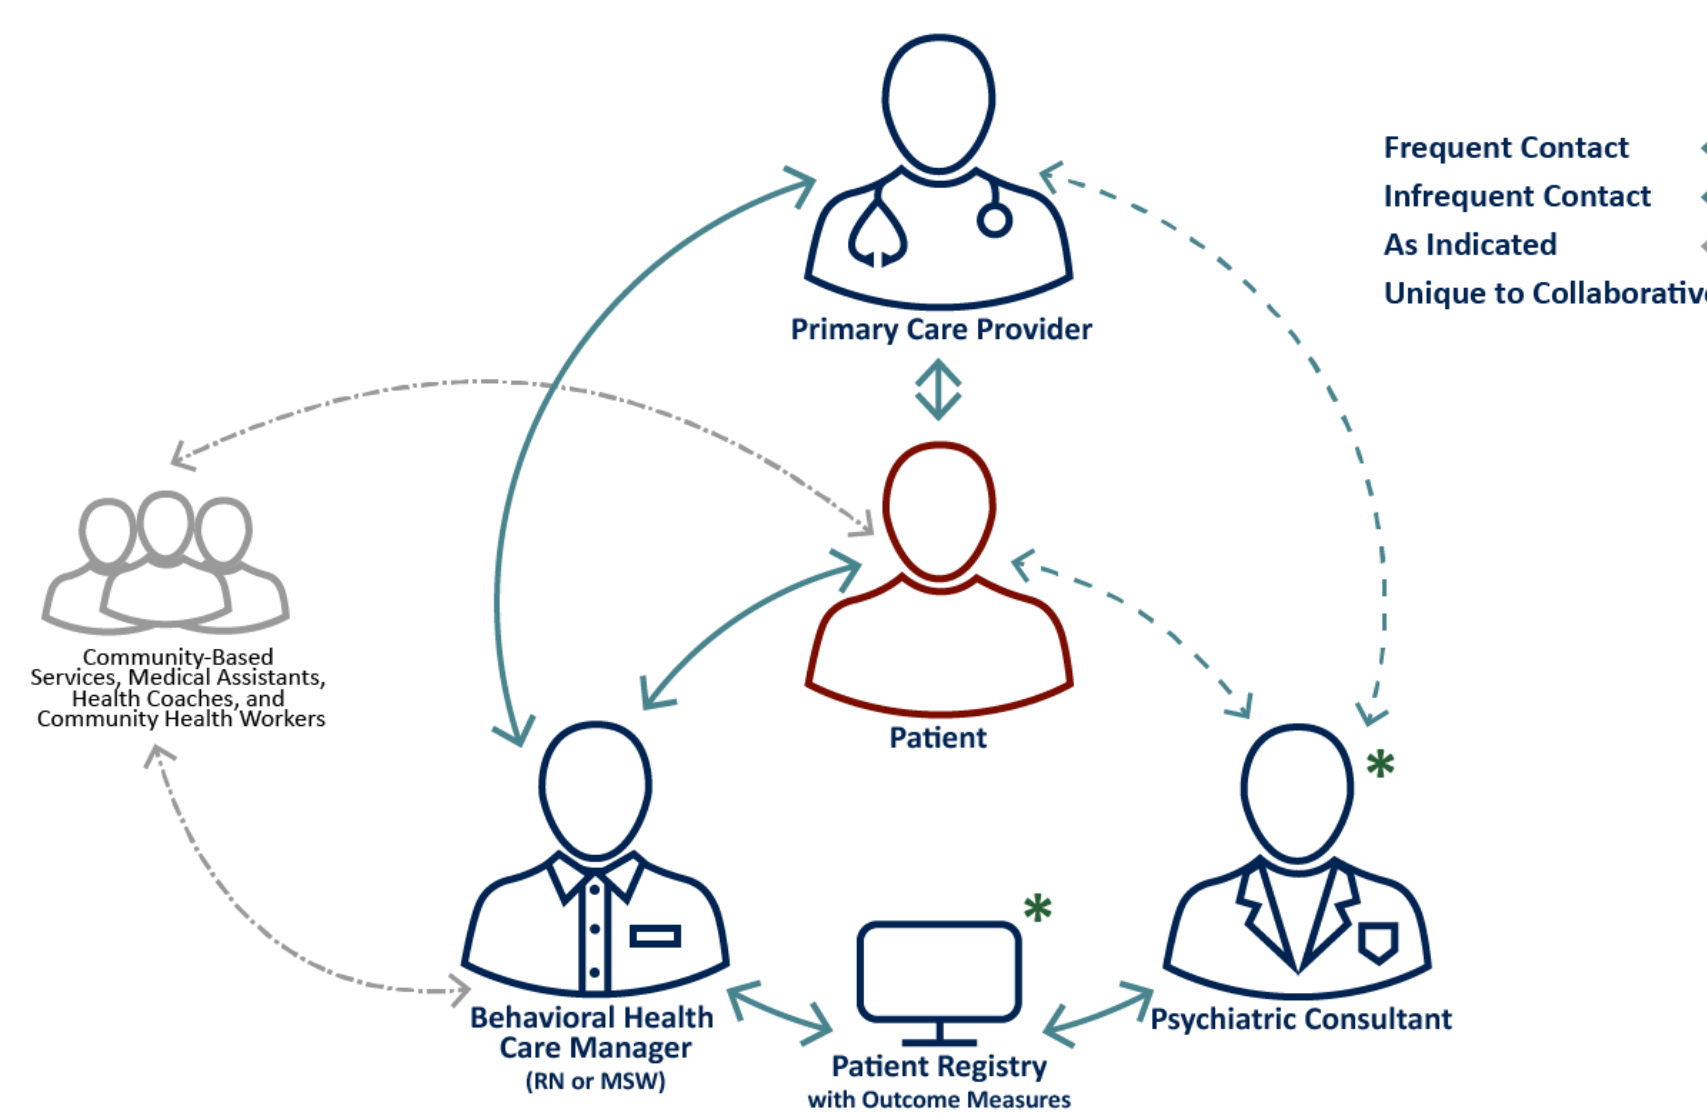 Frequent Contact
Infrequent Contact
As Indicated
Unique to Collaborative
Primary Care Provider
Community-Based
Services, Medical Assistants,
Health Coaches, and
Community Health Workers
Patient
*
*
Behavioral Health
Care Manager
(RN or MSW)
Psychiatric Consultant
Patient Registry
with Outcome Measures